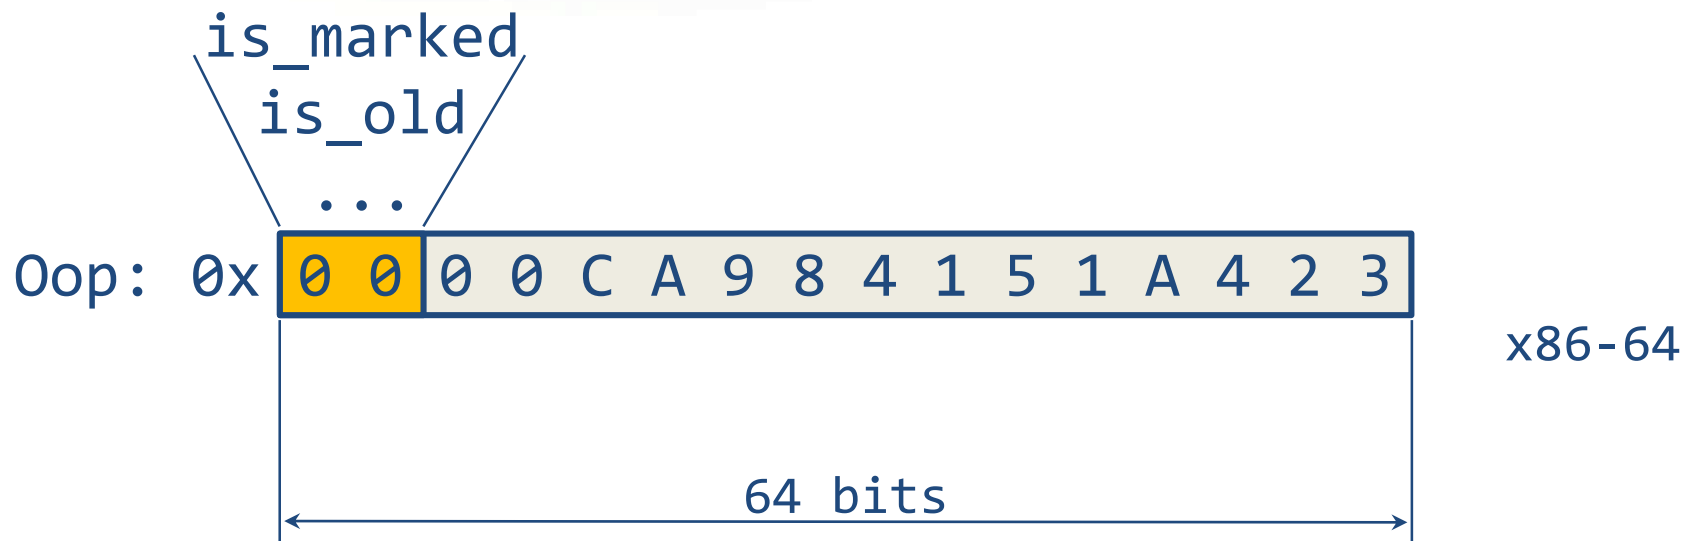 is_marked
is_old
...
Oop: 0x 0 0 0 0 C A 9 8 4 1 5 1 A 4 2 3
x86-64
64 bits